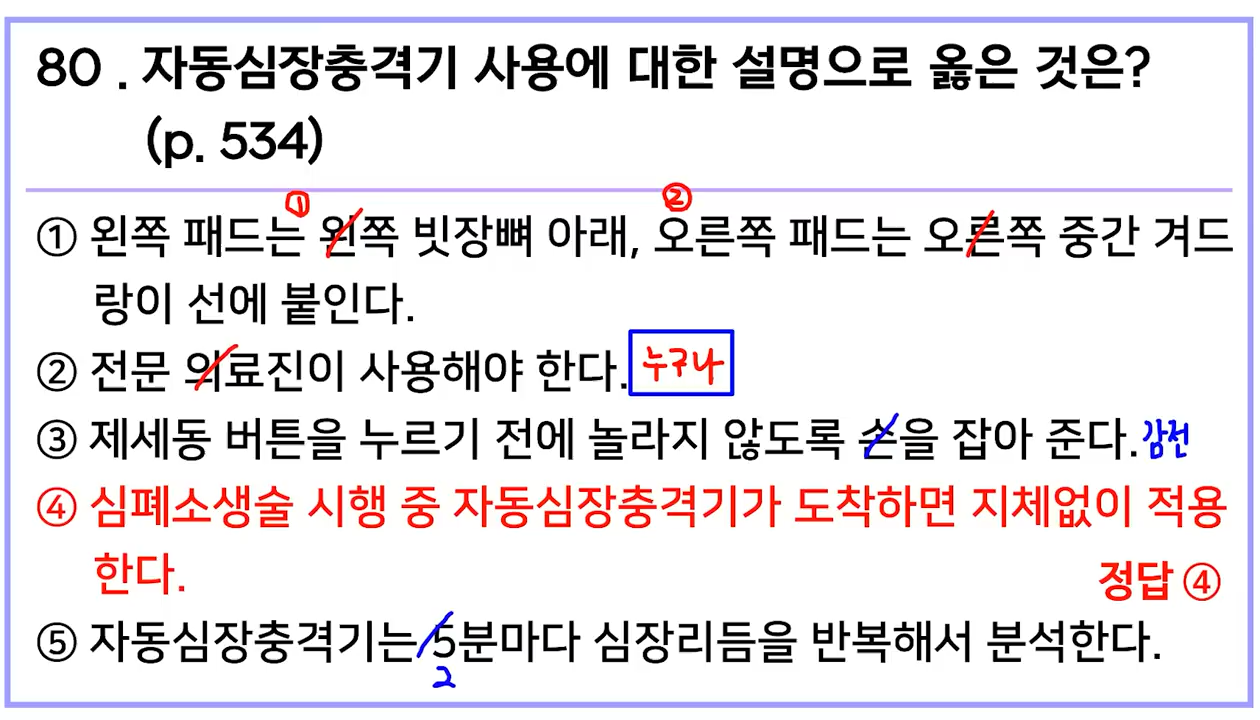 80 . 자동심장충격기 사용에 대한 설명으로 옳은 것은?
(p. 534)
① ②
① 왼쪽 패드는 왼쪽 빗장뼈 아래, 오른쪽 패드는 오른쪽 중간 겨드
랑이 선에 붙인다.
② 전문 의료진이 사용해야 한다. 누구나
③ 제세동 버튼을 누르기 전에 놀라지 않도록 손을 잡아 준다. 감전
④ 심폐소생술 시행 중 자동심장충격기가 도착하면 지체없이 적용
한다.
정답 ④
⑤ 자동심장충격기는 5분마다 심장리듬을 반복해서 분석한다.
2